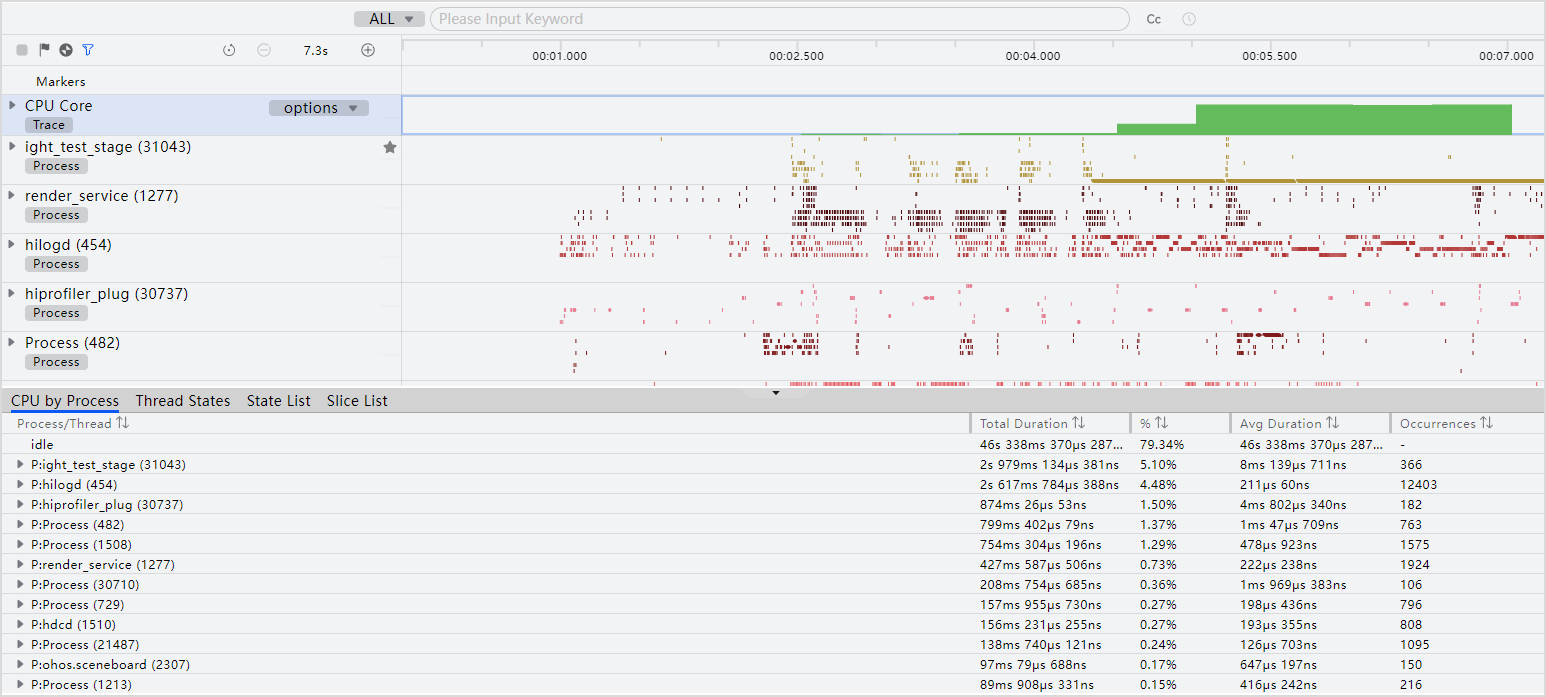 ALL Please Input Keyword Cc
7.3s 00:01.000 00:02.500 00:04.000 00:05.500 00:07.000
Markers
CPU Core options
Trace
ight_test_stage (31043)
Process
render_service (1277)
Process
hilogd (454)
Process
hiprofiler_plug (30737)
Process
Process (482)
Process
CPU by Process Thread States State List Slice List
Process/Thread Total Duration % Avg Duration Occurrences
idle 46s 338ms 370μs 287... 79.34% 46s 338ms 370μs 287... -
P:ight_test_stage (31043) 2s 979ms 134μs 381ns 5.10% 8ms 139μs 711ns 366
P:hilogd (454) 2s 617ms 784μs 388ns 4.48% 211μs 60ns 12403
P:hiprofiler_plug (30737) 874ms 26μs 53ns 1.50% 4ms 802μs 340ns 182
P:Process (482) 799ms 402μs 79ns 1.37% 1ms 47μs 709ns 763
P:Process (1508) 754ms 304μs 196ns 1.29% 478μs 923ns 1575
P:render_service (1277) 427ms 587μs 506ns 0.73% 222μs 238ns 1924
P:Process (30710) 208ms 754μs 685ns 0.36% 1ms 969μs 383ns 106
P:Process (729) 157ms 955μs 730ns 0.27% 198μs 436ns 796
P:hdcd (1510) 156ms 231μs 255ns 0.27% 193μs 355ns 808
P:Process (21487) 138ms 740μs 121ns 0.24% 126μs 703ns 1095
P:ohos.sceneboard (2307) 97ms 79μs 688ns 0.17% 647μs 197ns 150
P:Process (1213) 89ms 908μs 331ns 0.15% 416μs 242ns 216